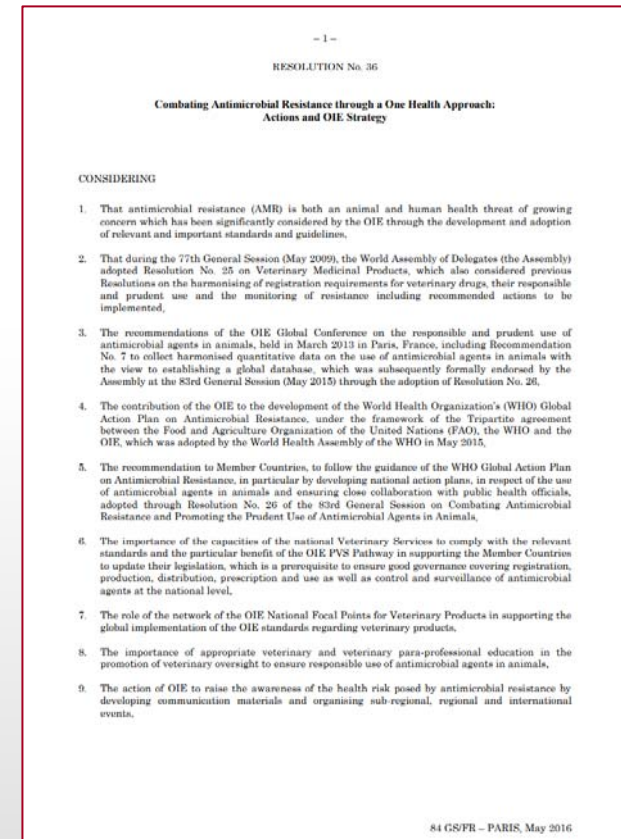 – 1 –
RESOLUTION No. 36
Combating Antimicrobial Resistance through a One Health Approach:
Actions and OIE Strategy
CONSIDERING
1. That antimicrobial resistance (AMR) is both an animal and human health threat of growing
concern which has been significantly considered by the OIE through the development and adoption
of relevant and important standards and guidelines,
2. That during the 77th General Session (May 2009), the World Assembly of Delegates (the Assembly)
adopted Resolution No. 25 on Veterinary Medicinal Products, which also considered previous
Resolutions on the harmonising of registration requirements for veterinary drugs, their responsible
and prudent use and the monitoring of resistance including recommended actions to be
implemented,
3. The recommendations of the OIE Global Conference on the responsible and prudent use of
antimicrobial agents in animals, held in March 2013 in Paris, France, including Recommendation
No. 7 to collect harmonised quantitative data on the use of antimicrobial agents in animals with
the view to establishing a global database, which was subsequently formally endorsed by the
Assembly at the 83rd General Session (May 2015) through the adoption of Resolution No. 26,
4. The contribution of the OIE to the development of the World Health Organization's (WHO) Global
Action Plan on Antimicrobial Resistance, under the framework of the Tripartite agreement
between the Food and Agriculture Organization of the United Nations (FAO), the WHO and the
OIE, which was adopted by the World Health Assembly of the WHO in May 2015,
5. The recommendation to Member Countries, to follow the guidance of the WHO Global Action Plan
on Antimicrobial Resistance, in particular by developing national action plans, in respect of the use
of antimicrobial agents in animals and ensuring close collaboration with public health officials,
adopted through Resolution No. 26 of the 83rd General Session on Combating Antimicrobial
Resistance and Promoting the Prudent Use of Antimicrobial Agents in Animals,
6. The importance of the capacities of the national Veterinary Services to comply with the relevant
standards and the particular benefit of the OIE PVS Pathway in supporting the Member Countries
to update their legislation, which is a prerequisite to ensure good governance covering registration,
production, distribution, prescription and use as well as control and surveillance of antimicrobial
agents at the national level,
7. The role of the network of the OIE National Focal Points for Veterinary Products in supporting the
global implementation of the OIE standards regarding veterinary products,
8. The importance of appropriate veterinary and veterinary para-professional education in the
promotion of veterinary oversight to ensure responsible use of antimicrobial agents in animals,
9. The action of OIE to raise the awareness of the health risk posed by antimicrobial resistance by
developing communication materials and organising sub-regional, regional and international
events,
84 GS/FR – PARIS, May 2016